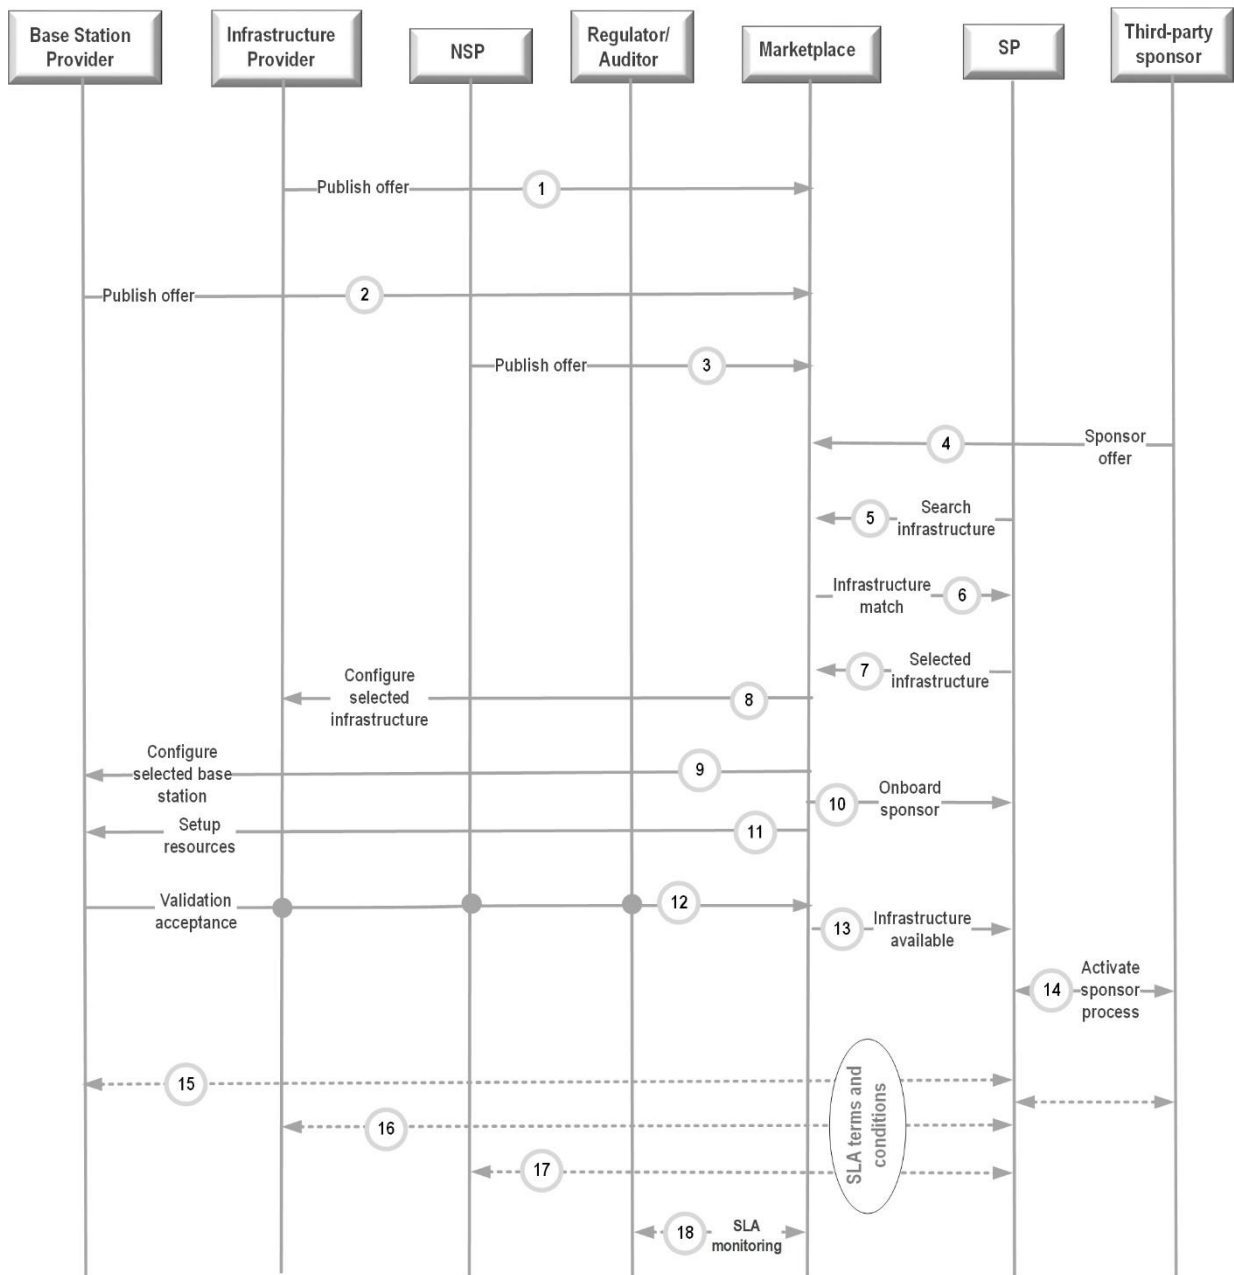 Base Station
Provider
Infrastructure
Provider
NSP
Regulator/
Auditor
Marketplace
SP
Third-party
sponsor
Publish offer
1
Publish offer
2
Publish offer
3
4
Sponsor
offer
5
Search
infrastructure
Infrastructure
match
6
7
Selected
infrastructure
Configure
selected
infrastructure
8
Configure
selected base
station
9
10
Onboard
sponsor
Setup
resources
11
Validation
acceptance
12
13
Infrastructure
available
14
Activate
sponsor
process
15
16
17
SLA terms and
conditions
18
SLA
monitoring